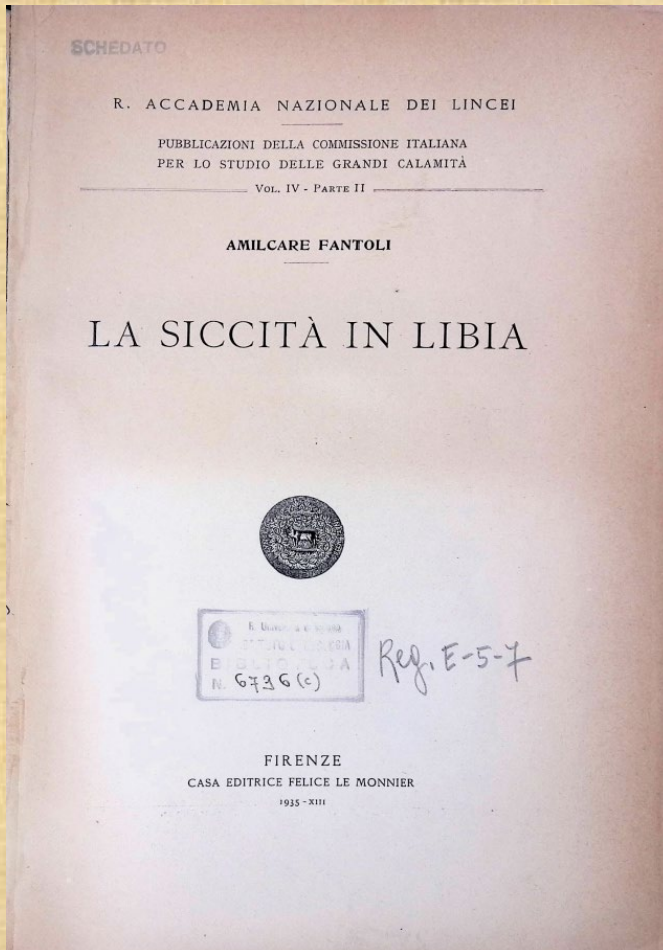 SCHEDATO
R. ACCADEMIA NAZIONALE DEI LINCEI
PUBBLICAZIONI DELLA COMMISSIONE ITALIANA
PER LO STUDIO DELLE GRANDI CALAMITÀ
VOL. IV - PARTE II
AMILCARE FANTOLI
LA SICCITÀ IN LIBIA
BIBLIOTECA
N. 6736 (c)
Reg. E-5-7
FIRENZE
CASA EDITRICE FELICE LE MONNIER
1935 - XIII